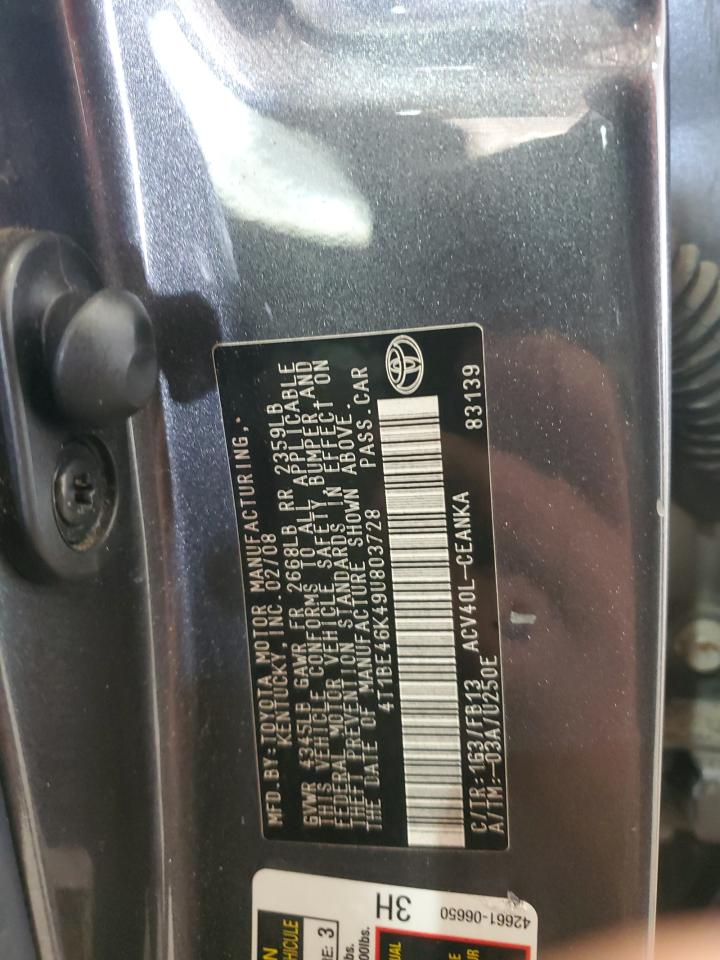 MFD.BY:TOYOTA MOTOR MANUFACTURING,
KENTUCKY, INC.02/08
GVWR 4345LB GAWR FR 2668LB RR 2359LB
THIS VEHICLE CONFORMS TO ALL APPLICABLE
FEDERAL MOTOR VEHICLE SAFETY,BUMPER,AND
THEFT PREVENTION STANDARDS IN EFFECT ON
THE DATE OF MANUFACTURE SHOWN ABOVE.
4T1BE46K49U803728 PASS.CAR
C/TR:1G3/FB13 ACV40L-CEANKA 83139
A/TM:-03A/U250E
3H
42661-06650